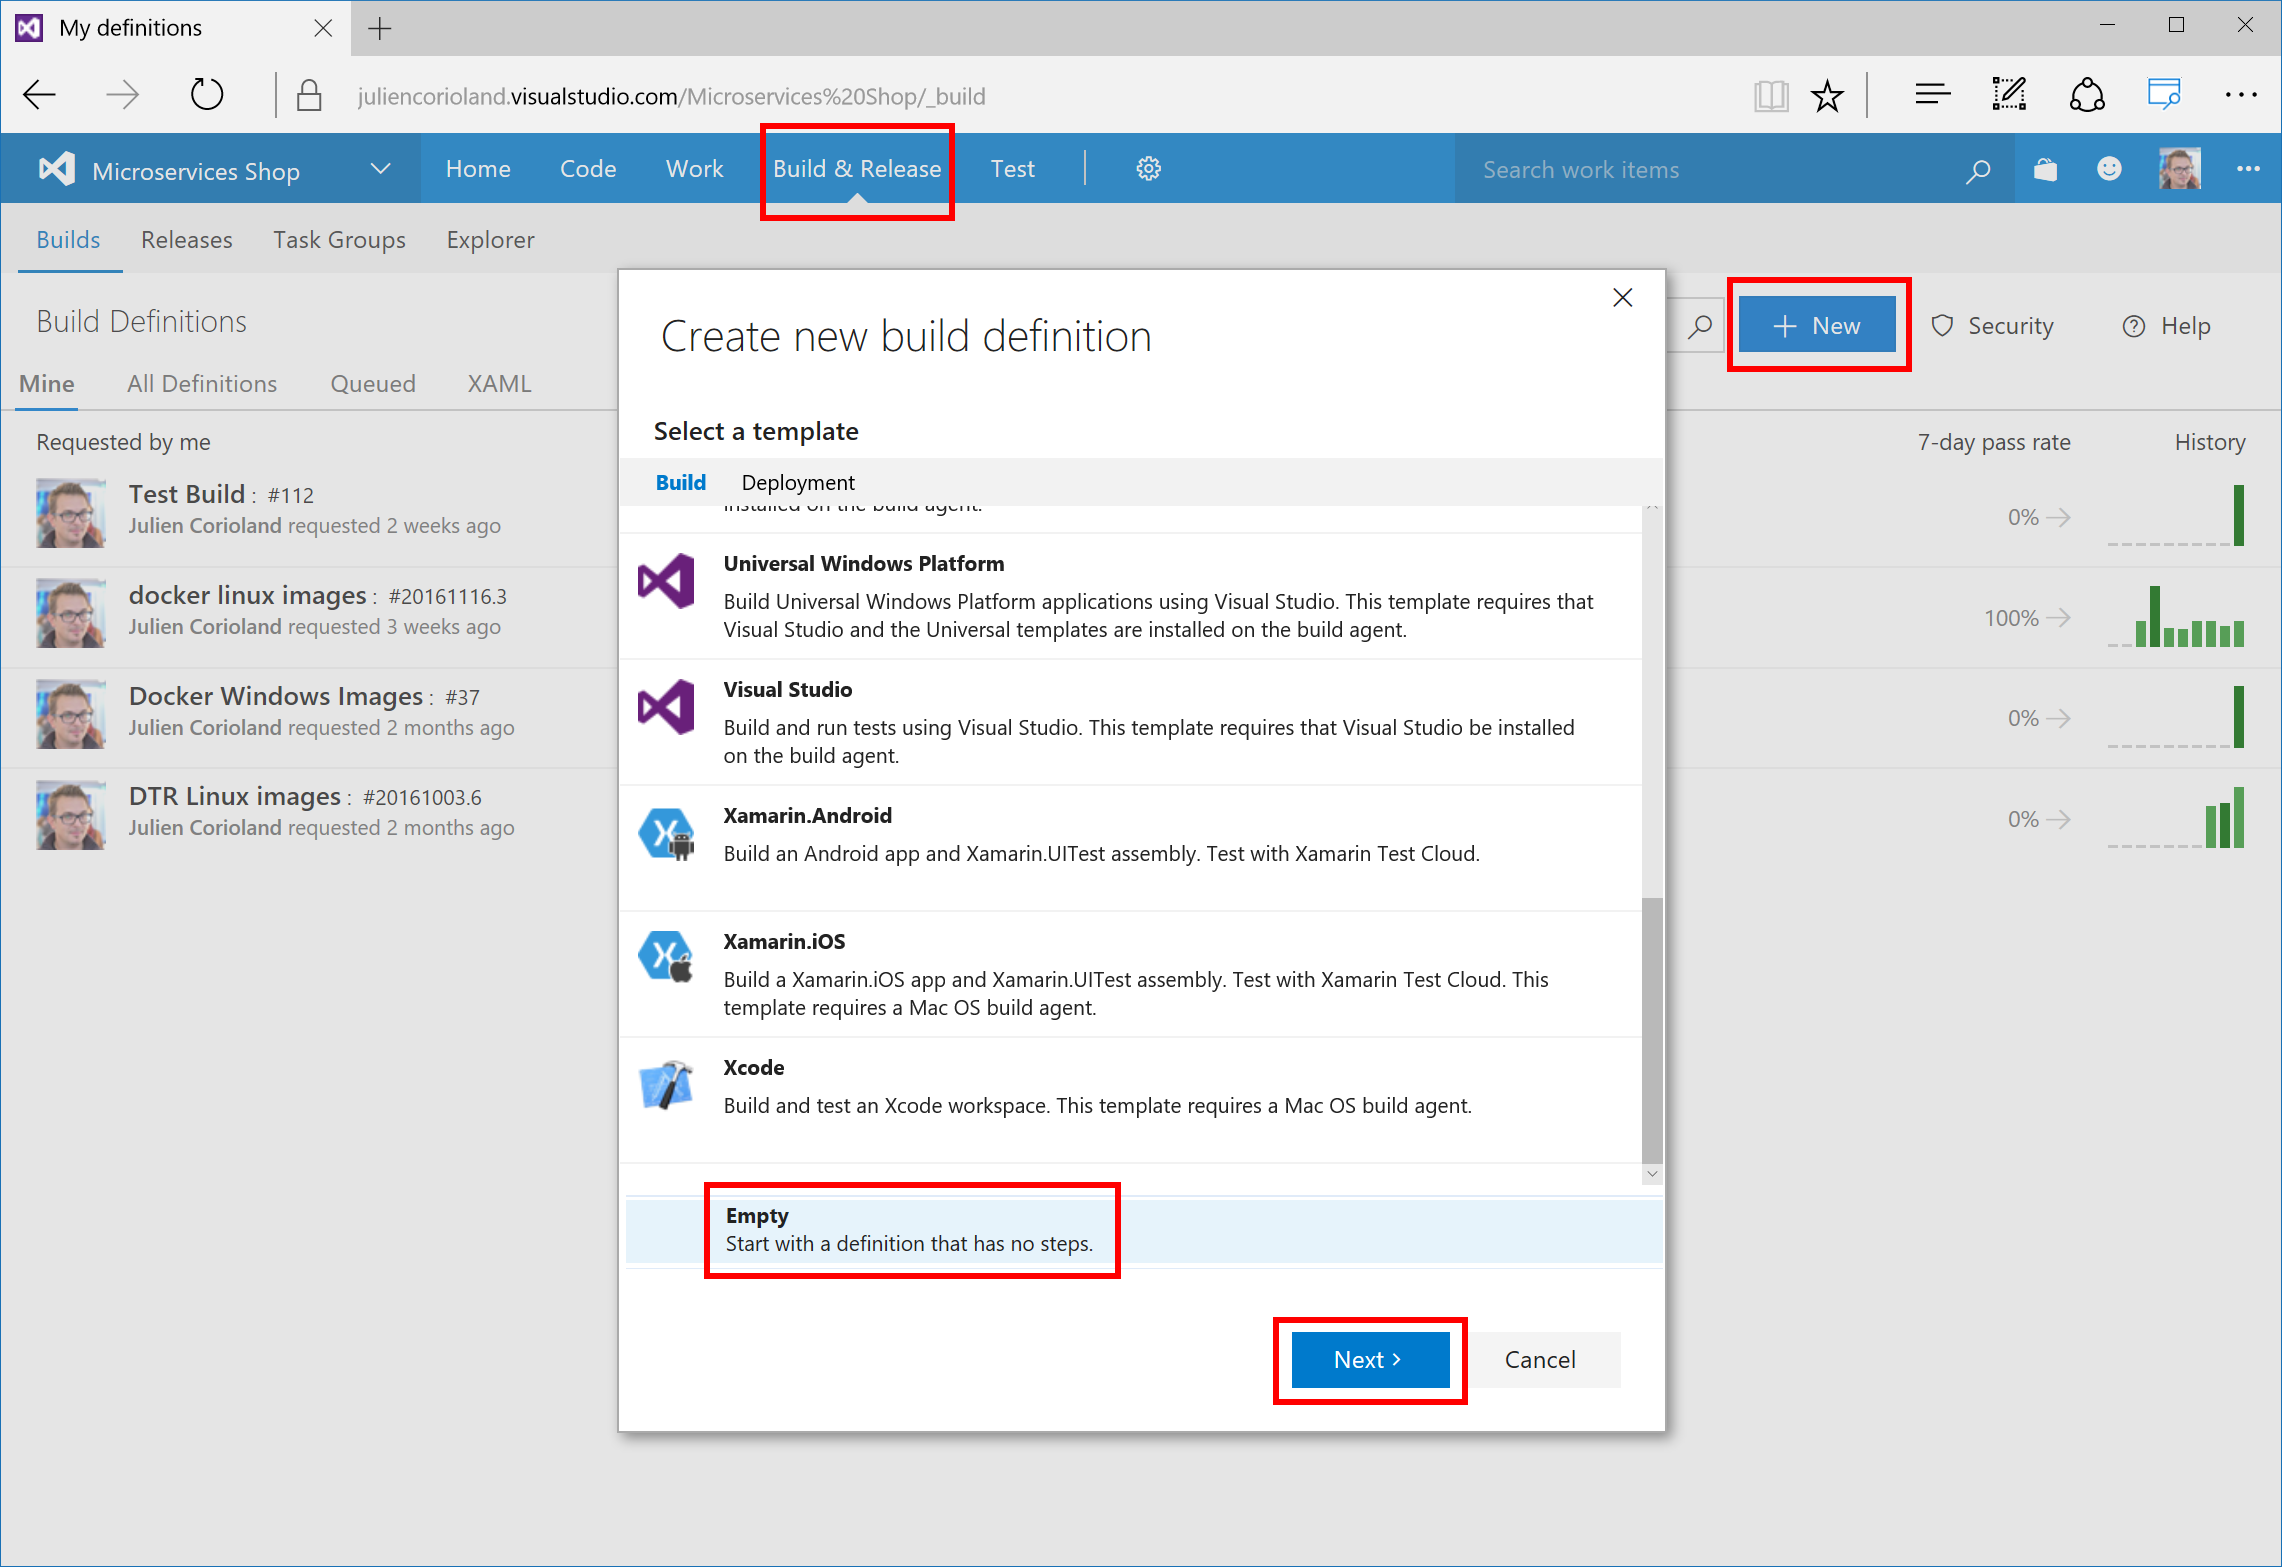 My definitions
juliencorioland.visualstudio.com/Microservices%20Shop/_build
Microservices Shop
Home
Code
Work
Build & Release
Test
Search work items
Builds
Releases
Task Groups
Explorer
Build Definitions
New
Security
Help
Mine
All Definitions
Queued
XAML
Requested by me
7-day pass rate
History
Test Build : #112
Julien Corioland requested 2 weeks ago
0%
docker linux images : #20161116.3
Julien Corioland requested 3 weeks ago
100%
Docker Windows Images : #37
Julien Corioland requested 2 months ago
0%
DTR Linux images : #20161003.6
Julien Corioland requested 2 months ago
0%
Create new build definition
Select a template
Build
Deployment
installed on the build agent.
Universal Windows Platform
Build Universal Windows Platform applications using Visual Studio. This template requires that
Visual Studio and the Universal templates are installed on the build agent.
Visual Studio
Build and run tests using Visual Studio. This template requires that Visual Studio be installed
on the build agent.
Xamarin.Android
Build an Android app and Xamarin.UITest assembly. Test with Xamarin Test Cloud.
Xamarin.iOS
Build a Xamarin.iOS app and Xamarin.UITest assembly. Test with Xamarin Test Cloud. This
template requires a Mac OS build agent.
Xcode
Build and test an Xcode workspace. This template requires a Mac OS build agent.
Empty
Start with a definition that has no steps.
Next >
Cancel